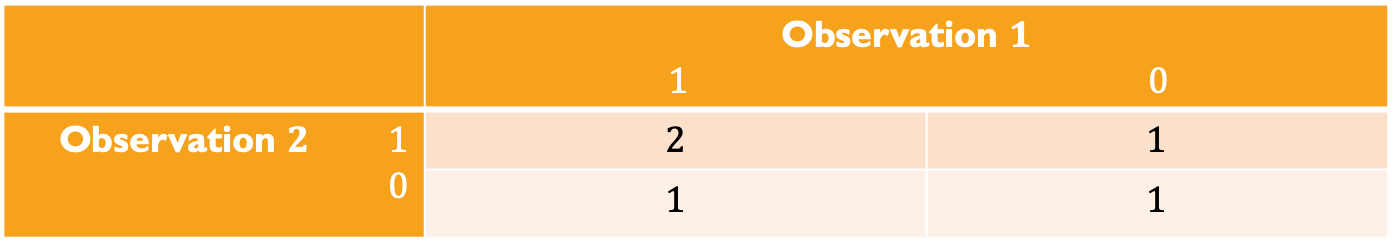 Observation 1
1 0
Observation 2 1
0
2 1
1 1